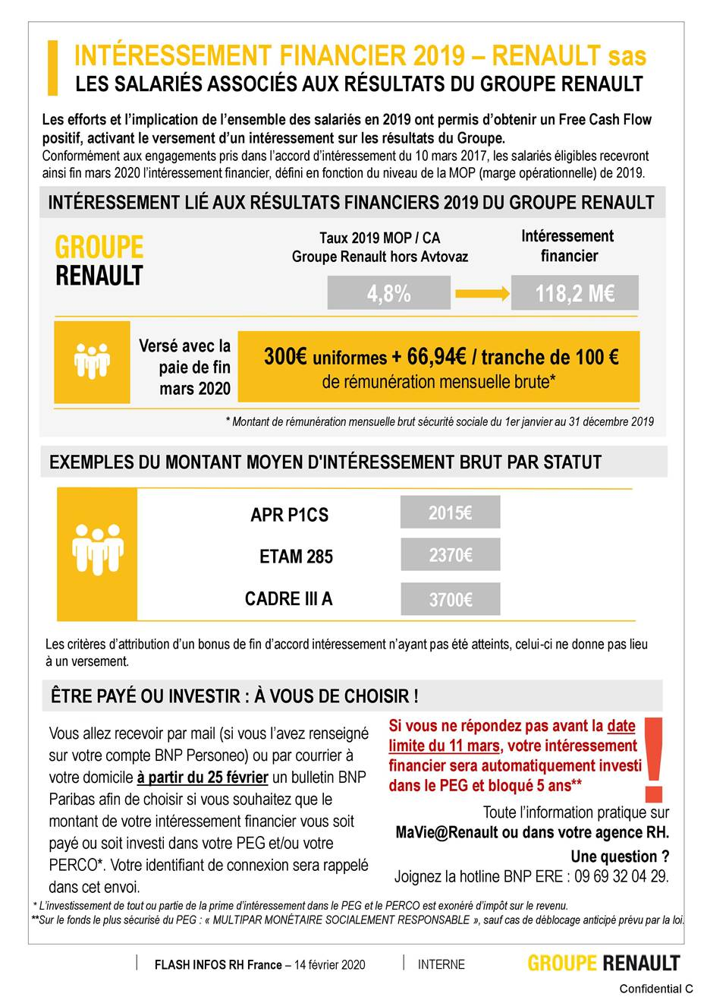 INTÉRESSEMENT FINANCIER 2019 – RENAULT sas
LES SALARIÉS ASSOCIÉS AUX RÉSULTATS DU GROUPE RENAULT
Les efforts et l’implication de l’ensemble des salariés en 2019 ont permis d’obtenir un Free Cash Flow
positif, activant le versement d’un intéressement sur les résultats du Groupe.
Conformément aux engagements pris dans l’accord d’intéressement du 10 mars 2017, les salariés éligibles recevront
ainsi fin mars 2020 l’intéressement financier, défini en fonction du niveau de la MOP (marge opérationnelle) de 2019.
INTÉRESSEMENT LIÉ AUX RÉSULTATS FINANCIERS 2019 DU GROUPE RENAULT
GROUPE
RENAULT
Taux 2019 MOP / CA
Groupe Renault hors Avtovaz
Intéressement
financier
4,8%
118,2 M€
Versé avec la
paie de fin
mars 2020
300€ uniformes + 66,94€ / tranche de 100 €
de rémunération mensuelle brute*
* Montant de rémunération mensuelle brut sécurité sociale du 1er janvier au 31 décembre 2019
EXEMPLES DU MONTANT MOYEN D'INTÉRESSEMENT BRUT PAR STATUT
APR P1CS 2015€
ETAM 285 2370€
CADRE III A 3700€
Les critères d’attribution d’un bonus de fin d’accord intéressement n’ayant pas été atteints, celui-ci ne donne pas lieu
à un versement.
ÊTRE PAYÉ OU INVESTIR : À VOUS DE CHOISIR !
Vous allez recevoir par mail (si vous l’avez renseigné
sur votre compte BNP Personeo) ou par courrier à
votre domicile à partir du 25 février un bulletin BNP
Paribas afin de choisir si vous souhaitez que le
montant de votre intéressement financier vous soit
payé ou soit investi dans votre PEG et/ou votre
PERCO*. Votre identifiant de connexion sera rappelé
dans cet envoi.
Si vous ne répondez pas avant la date
limite du 11 mars, votre intéressement
financier sera automatiquement investi
dans le PEG et bloqué 5 ans**
!
Toute l’information pratique sur
MaVie@Renault ou dans votre agence RH.
Une question ?
Joignez la hotline BNP ERE : 09 69 32 04 29.
* L’investissement de tout ou partie de la prime d’intéressement dans le PEG et le PERCO est exonéré d’impôt sur le revenu.
**Sur le fonds le plus sécurisé du PEG : « MULTIPAR MONÉTAIRE SOCIALEMENT RESPONSABLE », sauf cas de déblocage anticipé prévu par la loi.
FLASH INFOS RH France – 14 février 2020
INTERNE
GROUPE RENAULT
Confidential C